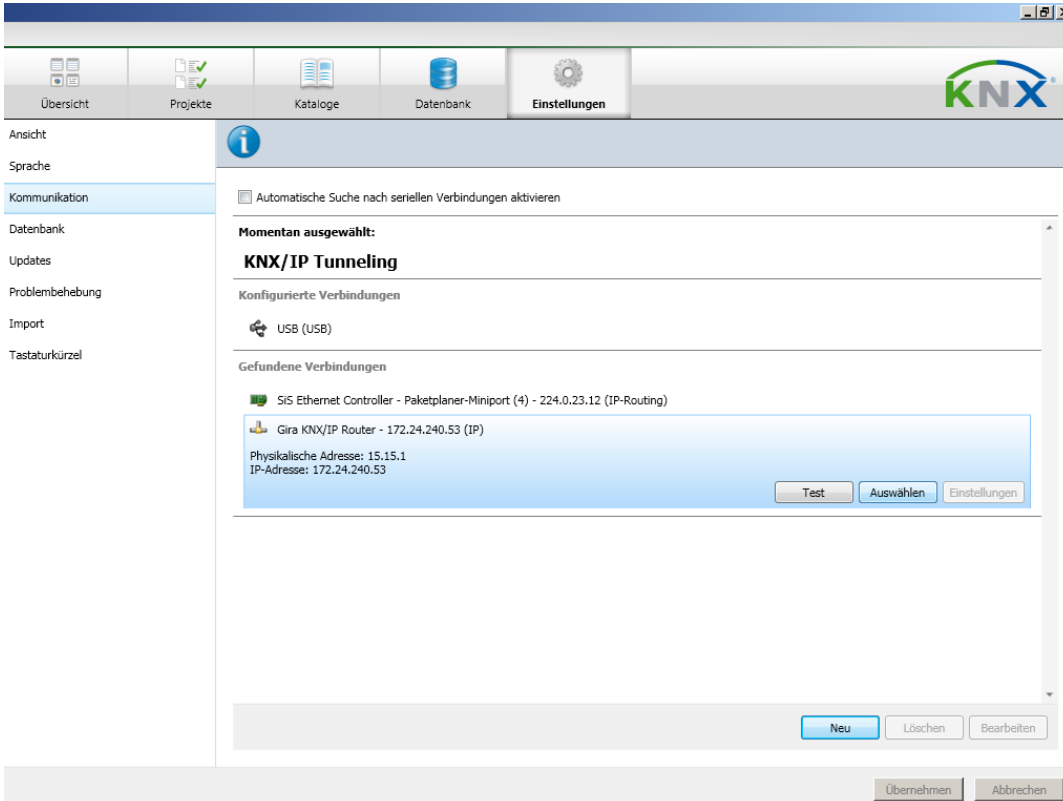 Übersicht
Projekte
Kataloge
Datenbank
Einstellungen
KNX
Ansicht
Sprache
Kommunikation
Datenbank
Updates
Problembehebung
Import
Tastaturkürzel
Automatische Suche nach seriellen Verbindungen aktivieren
Momentan ausgewählt:
KNX/IP Tunneling
Konfigurierte Verbindungen
USB (USB)
Gefundene Verbindungen
SiS Ethernet Controller - Paketplaner-Miniport (4) - 224.0.23.12 (IP-Routing)
Gira KNX/IP Router - 172.24.240.53 (IP)
Physikalische Adresse: 15.15.1
IP-Adresse: 172.24.240.53
Test
Auswählen
Einstellungen
Neu
Löschen
Bearbeiten
Übernehmen
Abbrechen